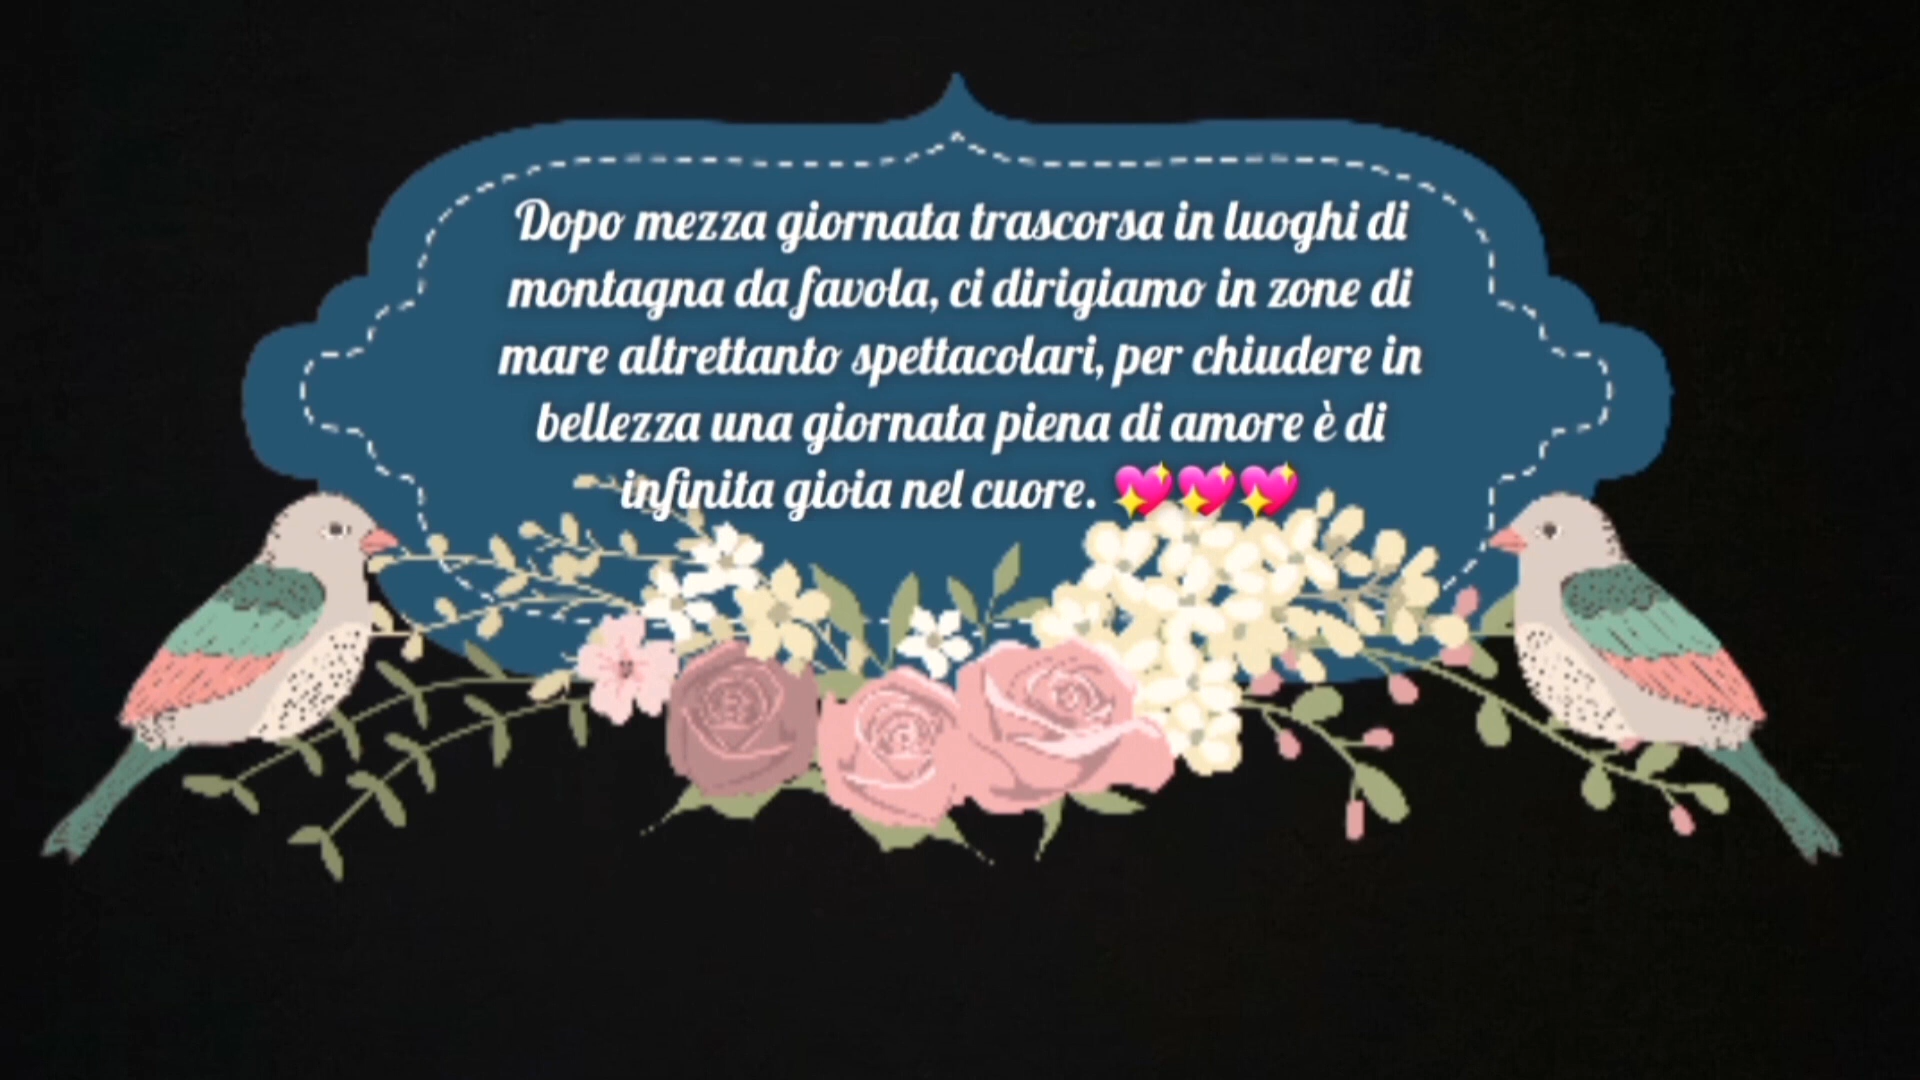 Dopo mezza giornata trascorsa in luoghi di
montagna da favola, ci dirigiamo in zone di
mare altrettanto spettacolari, per chiudere in
bellezza una giornata piena di amore è di
infinita gioia nel cuore. 💖💖💖